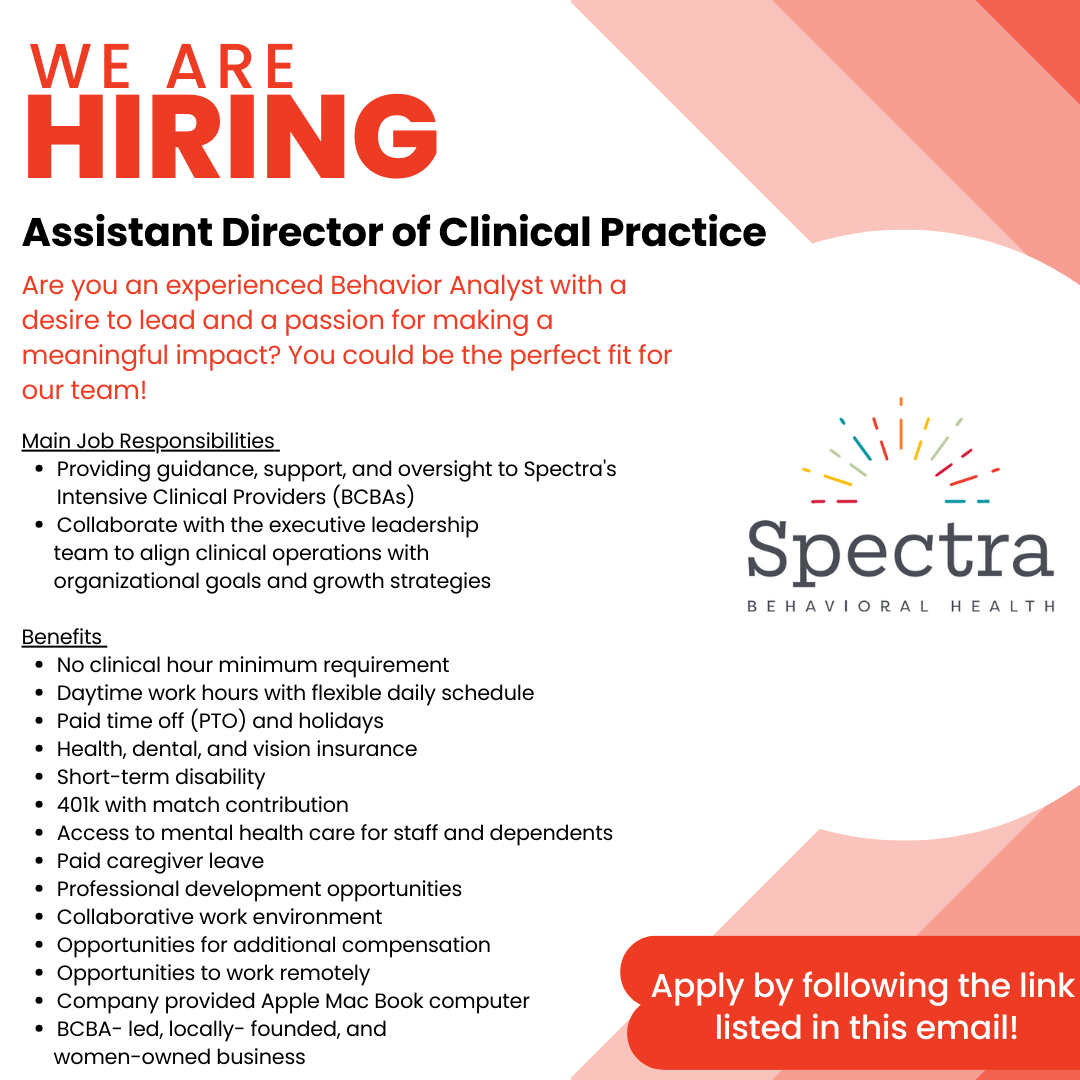 WE ARE
HIRING
Assistant Director of Clinical Practice
Are you an experienced Behavior Analyst with a
desire to lead and a passion for making a
meaningful impact? You could be the perfect fit for
our team!
Main Job Responsibilities
• Providing guidance, support, and oversight to Spectra's
Intensive Clinical Providers (BCBAs)
• Collaborate with the executive leadership
team to align clinical operations with
organizational goals and growth strategies
Benefits
• No clinical hour minimum requirement
• Daytime work hours with flexible daily schedule
• Paid time off (PTO) and holidays
• Health, dental, and vision insurance
• Short-term disability
• 401k with match contribution
• Access to mental health care for staff and dependents
• Paid caregiver leave
• Professional development opportunities
• Collaborative work environment
• Opportunities for additional compensation
• Opportunities to work remotely
• Company provided Apple Mac Book computer
• BCBA- led, locally- founded, and
women-owned business
Spectra
BEHAVIORAL HEALTH
Apply by following the link
listed in this email!